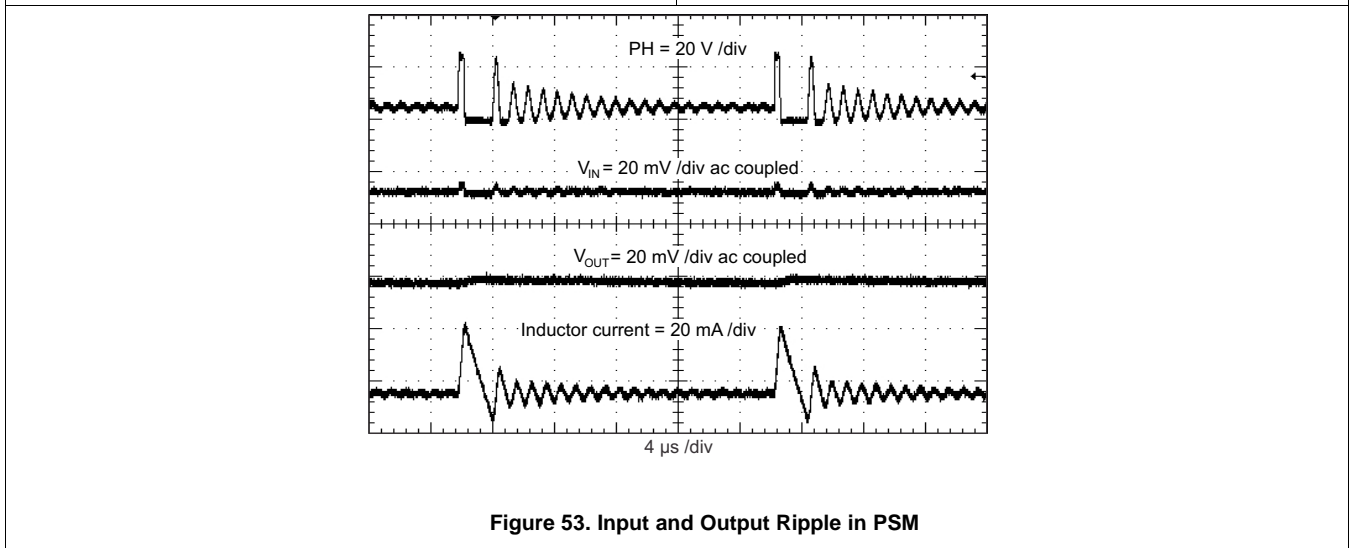 PH = 20 V /div
V_IN = 20 mV /div ac coupled
V_OUT = 20 mV /div ac coupled
Inductor current = 20 mA /div
4 µs /div
Figure 53. Input and Output Ripple in PSM